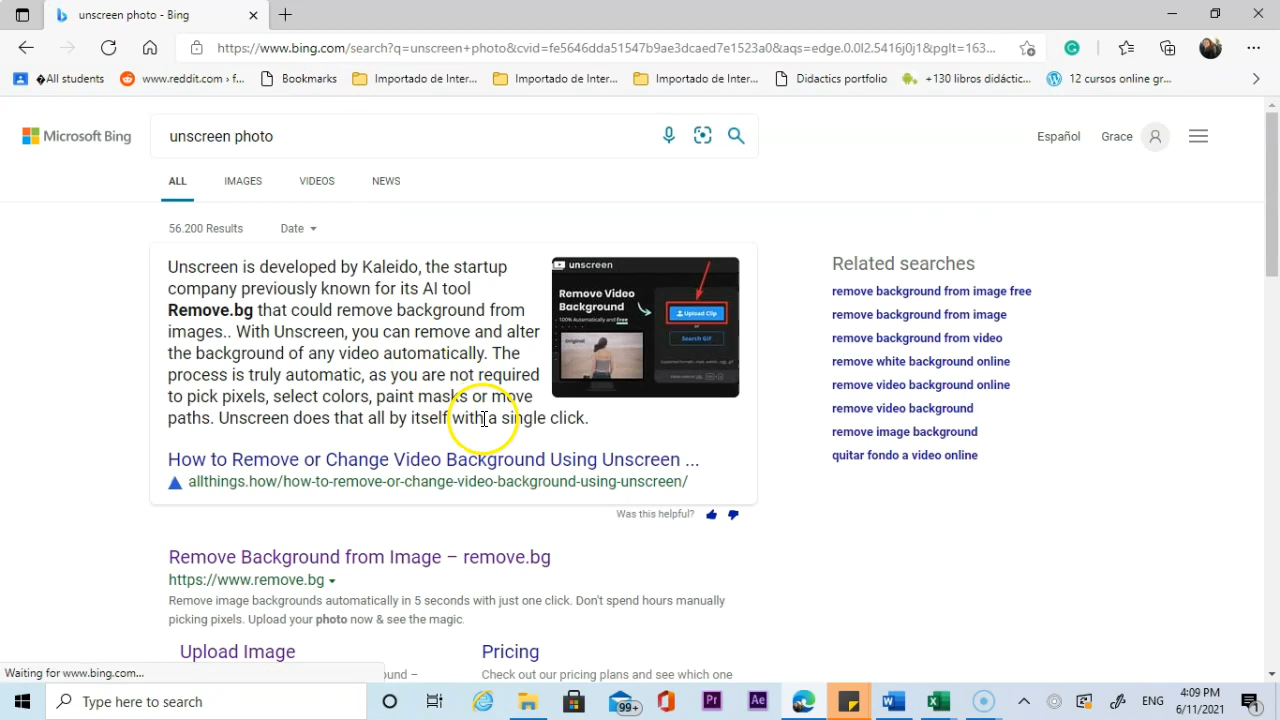 unscreen photo - Bing
https://www.bing.com/search?q=unscreen+photo&cvid=fe5646dda51547b9ae3dcaed7e1523a0&aqs=edge.0.0l2.5416j0j1&pglt=163...
�All students
www.reddit.com › f...
Bookmarks
Importado de Inter...
Importado de Inter...
Importado de Inter...
Didactics portfolio
+130 libros didáctic...
12 cursos online gr...
Microsoft Bing
unscreen photo
Español
Grace
ALL
IMAGES
VIDEOS
NEWS
56.200 Results
Date
Unscreen is developed by Kaleido, the startup
company previously known for its AI tool
Remove.bg that could remove background from
images.. With Unscreen, you can remove and alter
the background of any video automatically. The
process is truly automatic, as you are not required
to pick pixels, select colors, paint masks or move
paths. Unscreen does that all by itself with a single click.
unscreen
Remove Video
Background
100% Automatically and Free
Original
Upload Clip
or
Search GIF
How to Remove or Change Video Background Using Unscreen ...
allthings.how/how-to-remove-or-change-video-background-using-unscreen/
Was this helpful?
Related searches
remove background from image free
remove background from image
remove background from video
remove white background online
remove video background online
remove video background
remove image background
quitar fondo a video online
Remove Background from Image – remove.bg
https://www.remove.bg
Remove image backgrounds automatically in 5 seconds with just one click. Don't spend hours manually
picking pixels. Upload your photo now & see the magic.
Upload Image
Pricing
ound –
Check out our pricing plans and see which one
Waiting for www.bing.com...
Type here to search
99+
Pr
Ae
ENG
4:09 PM
6/11/2021
1